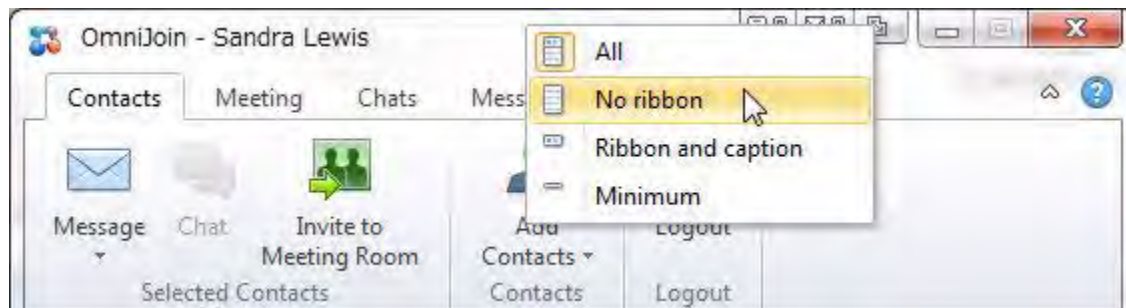 OmniJoin - Sandra Lewis
All
Contacts Meeting Chats Mess
No ribbon
Ribbon and caption
Minimum
Message Chat Invite to Meeting Room Add Contacts Logout
Selected Contacts Contacts Logout